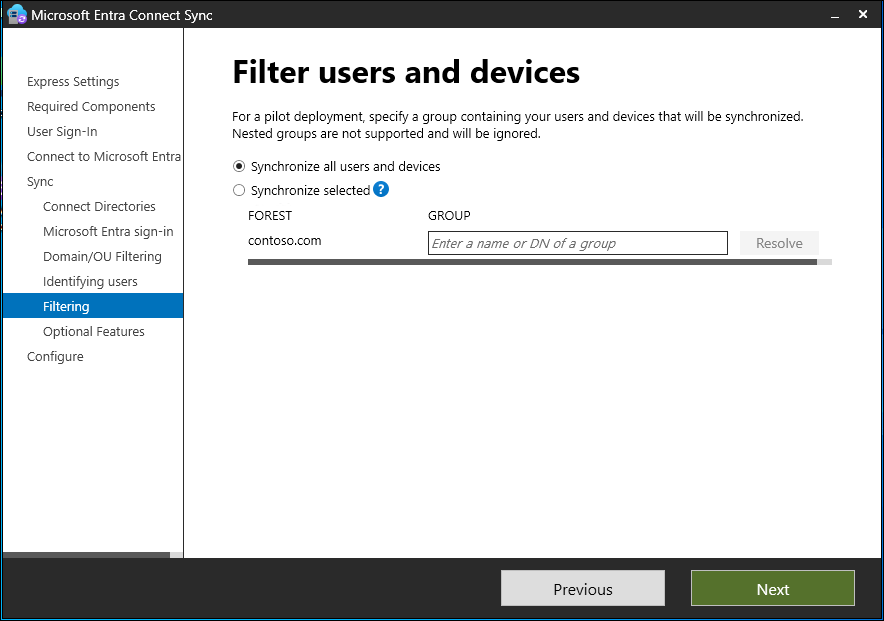 Microsoft Entra Connect Sync
Express Settings
Required Components
User Sign-In
Connect to Microsoft Entra
Sync
Connect Directories
Microsoft Entra sign-in
Domain/OU Filtering
Identifying users
Filtering
Optional Features
Configure
Filter users and devices
For a pilot deployment, specify a group containing your users and devices that will be synchronized.
Nested groups are not supported and will be ignored.
Synchronize all users and devices
Synchronize selected ?
FOREST GROUP
contoso.com Enter a name or DN of a group Resolve
Previous Next